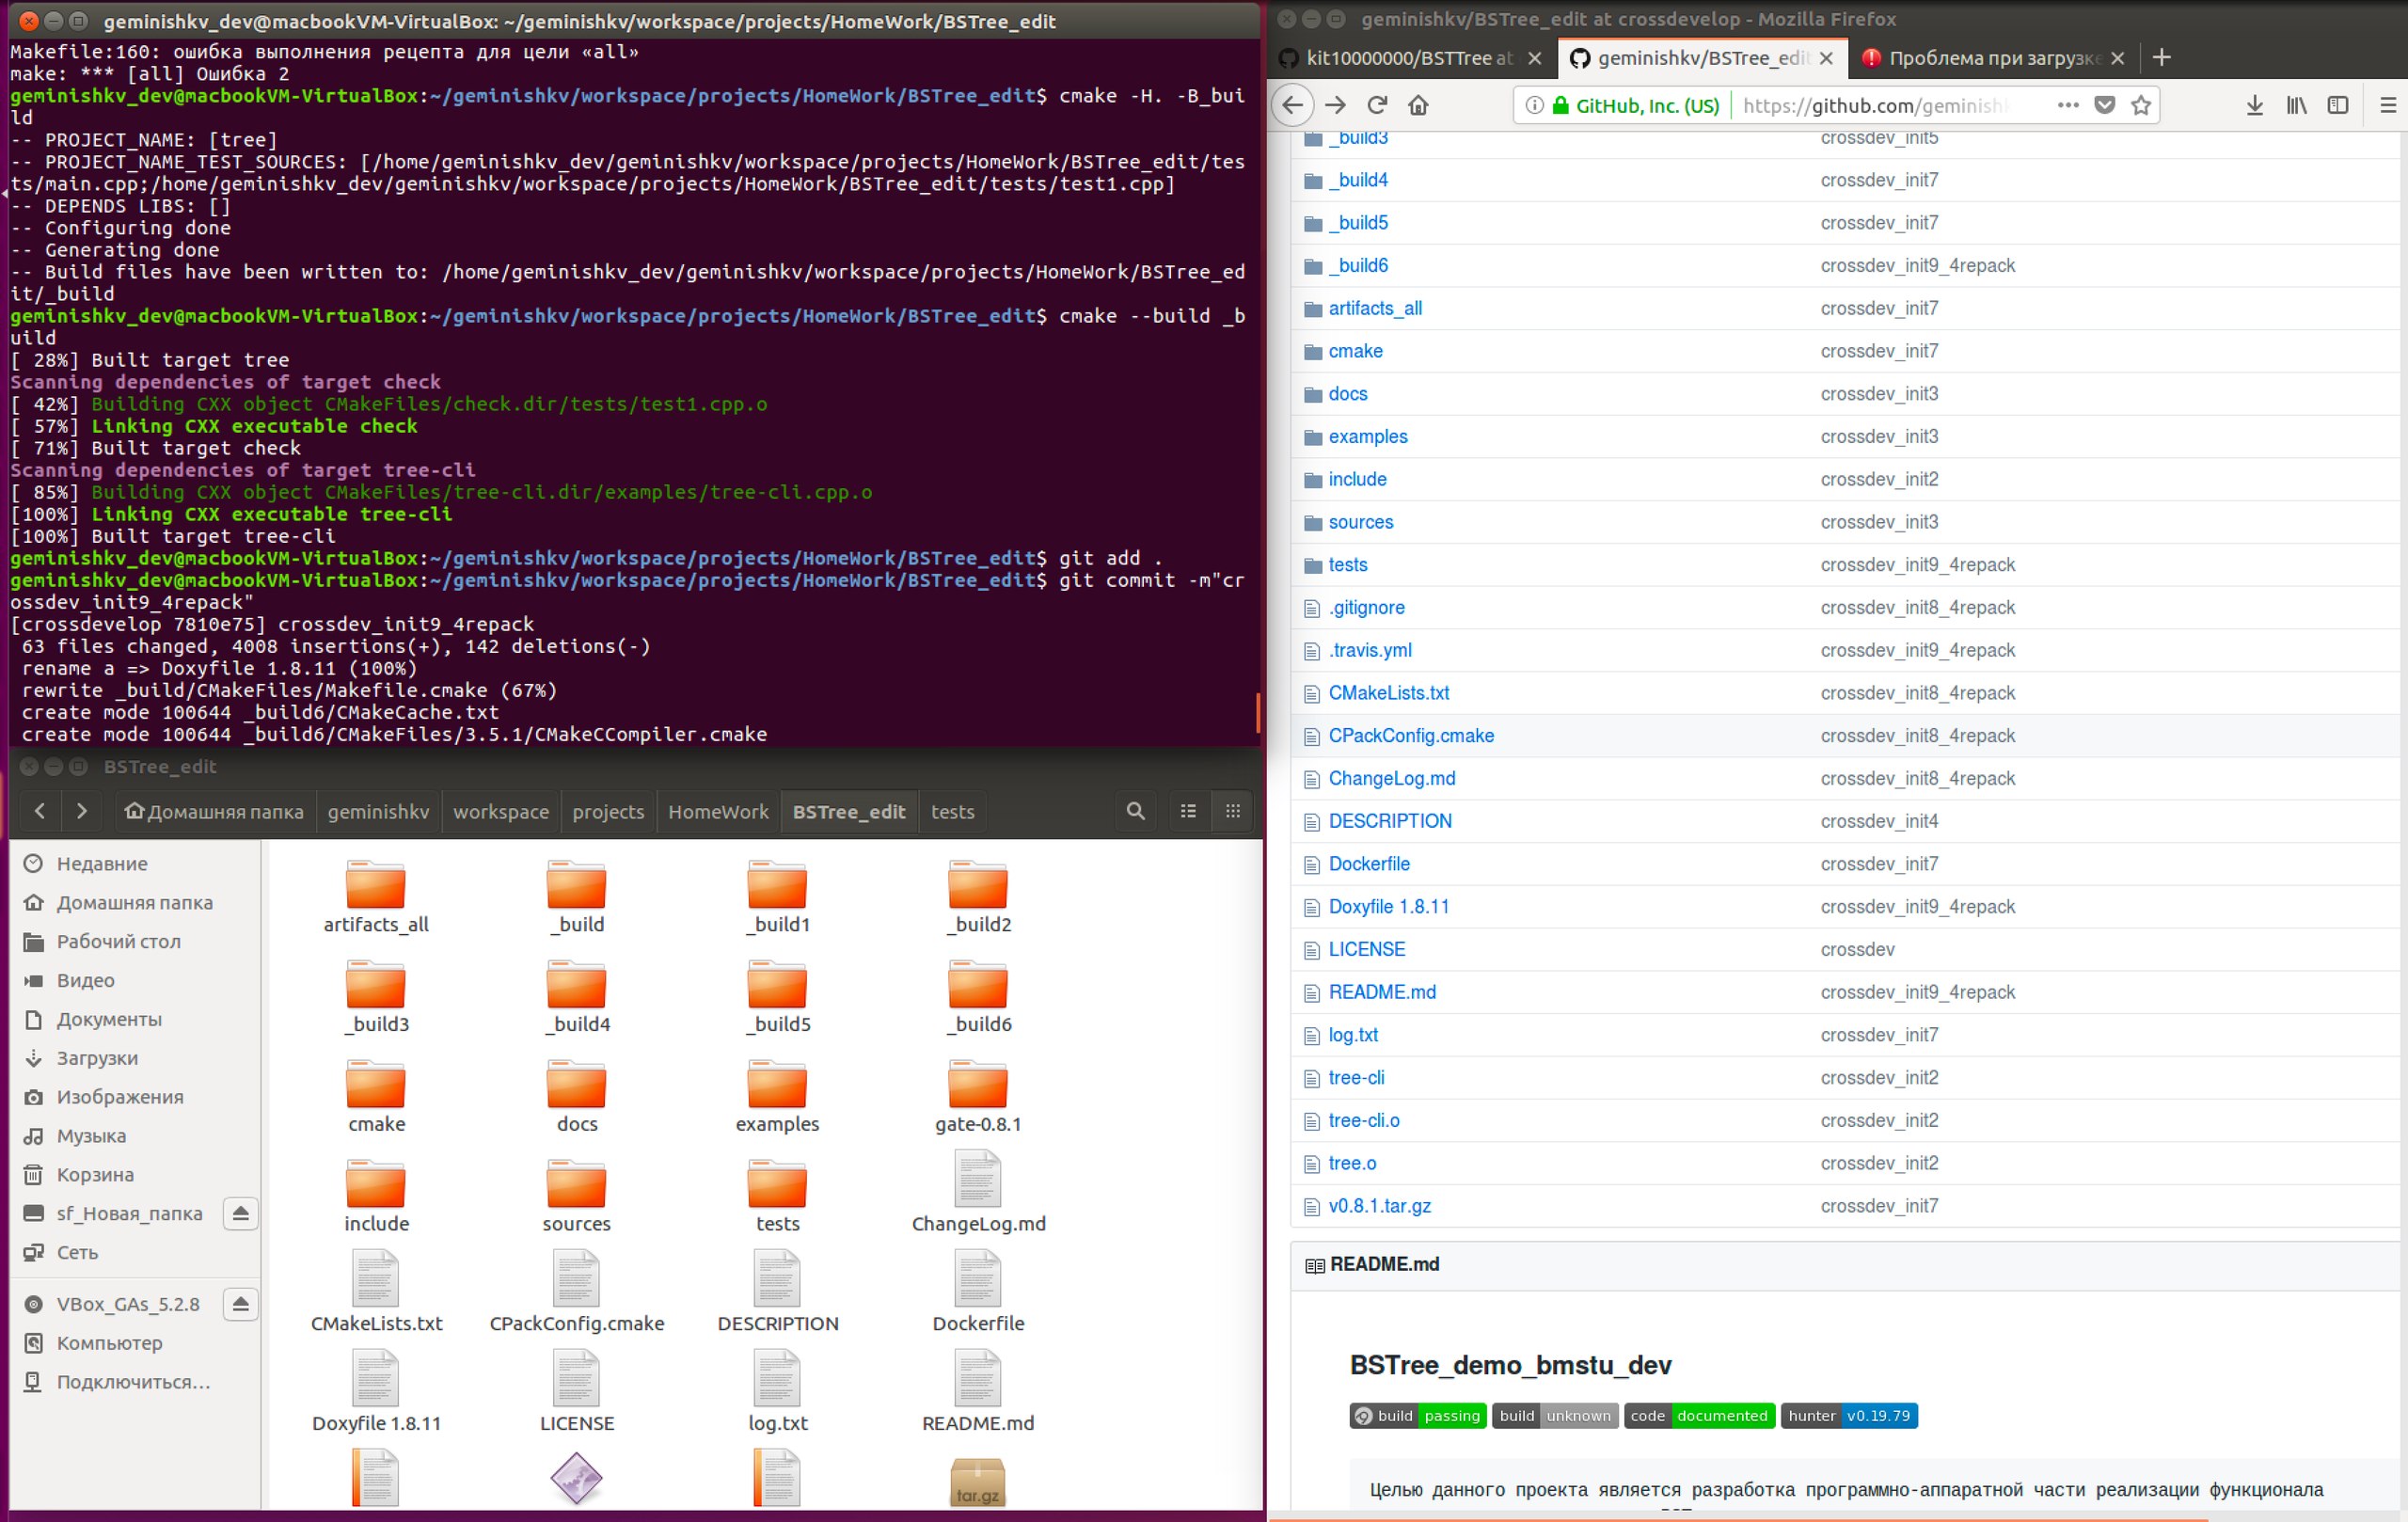 geminishkv_dev@macbookVM-VirtualBox: ~/geminishkv/workspace/projects/HomeWork/BSTree_edit
Makefile:160: ошибка выполнения рецепта для цели «all»
make: *** [all] Ошибка 2
geminishkv_dev@macbookVM-VirtualBox:~/geminishkv/workspace/projects/HomeWork/BSTree_edit$ cmake -H. -B_bui
ld
-- PROJECT_NAME: [tree]
-- PROJECT_NAME_TEST_SOURCES: [/home/geminishkv_dev/geminishkv/workspace/projects/HomeWork/BSTree_edit/tes
ts/main.cpp;/home/geminishkv_dev/geminishkv/workspace/projects/HomeWork/BSTree_edit/tests/test1.cpp]
-- DEPENDS LIBS: []
-- Configuring done
-- Generating done
-- Build files have been written to: /home/geminishkv_dev/geminishkv/workspace/projects/HomeWork/BSTree_ed
it/_build
geminishkv_dev@macbookVM-VirtualBox:~/geminishkv/workspace/projects/HomeWork/BSTree_edit$ cmake --build _b
uild
[ 28%] Built target tree
Scanning dependencies of target check
[ 42%] Building CXX object CMakeFiles/check.dir/tests/test1.cpp.o
[ 57%] Linking CXX executable check
[ 71%] Built target check
Scanning dependencies of target tree-cli
[ 85%] Building CXX object CMakeFiles/tree-cli.dir/examples/tree-cli.cpp.o
[100%] Linking CXX executable tree-cli
[100%] Built target tree-cli
geminishkv_dev@macbookVM-VirtualBox:~/geminishkv/workspace/projects/HomeWork/BSTree_edit$ git add .
geminishkv_dev@macbookVM-VirtualBox:~/geminishkv/workspace/projects/HomeWork/BSTree_edit$ git commit -m"cr
ossdev_init9_4repack"
[crossdevelop 7810e75] crossdev_init9_4repack
63 files changed, 4008 insertions(+), 142 deletions(-)
rename a => Doxyfile 1.8.11 (100%)
rewrite _build/CMakeFiles/Makefile.cmake (67%)
create mode 100644 _build6/CMakeCache.txt
create mode 100644 _build6/CMakeFiles/3.5.1/CMakeCCompiler.cmake
BSTree_edit
Домашняя папка geminishkv workspace projects HomeWork BSTree_edit tests
Недавние
Домашняя папка
Рабочий стол
Видео
Документы
Загрузки
Изображения
Музыка
Корзина
sf_Новая_папка
Сеть
VBox_GAs_5.2.8
Компьютер
Подключиться...
artifacts_all _build _build1 _build2
_build3 _build4 _build5 _build6
cmake docs examples gate-0.8.1
include sources tests ChangeLog.md
CMakeLists.txt CPackConfig.cmake DESCRIPTION Dockerfile
Doxyfile 1.8.11 LICENSE log.txt README.md
tar.gz
geminishkv/BSTree_edit at crossdevelop - Mozilla Firefox
kit10000000/BSTTree at geminishkv/BSTree_edi Проблема при загрузке
GitHub, Inc. (US) https://github.com/geminish
_build3 crossdev_init5
_build4 crossdev_init7
_build5 crossdev_init7
_build6 crossdev_init9_4repack
artifacts_all crossdev_init7
cmake crossdev_init7
docs crossdev_init3
examples crossdev_init3
include crossdev_init2
sources crossdev_init3
tests crossdev_init9_4repack
.gitignore crossdev_init8_4repack
.travis.yml crossdev_init9_4repack
CMakeLists.txt crossdev_init8_4repack
CPackConfig.cmake crossdev_init8_4repack
ChangeLog.md crossdev_init8_4repack
DESCRIPTION crossdev_init4
Dockerfile crossdev_init7
Doxyfile 1.8.11 crossdev_init9_4repack
LICENSE crossdev
README.md crossdev_init9_4repack
log.txt crossdev_init7
tree-cli crossdev_init2
tree-cli.o crossdev_init2
tree.o crossdev_init2
v0.8.1.tar.gz crossdev_init7
README.md
BSTree_demo_bmstu_dev
build passing build unknown code documented hunter v0.19.79
Целью данного проекта является разработка программно-аппаратной части реализации функционала